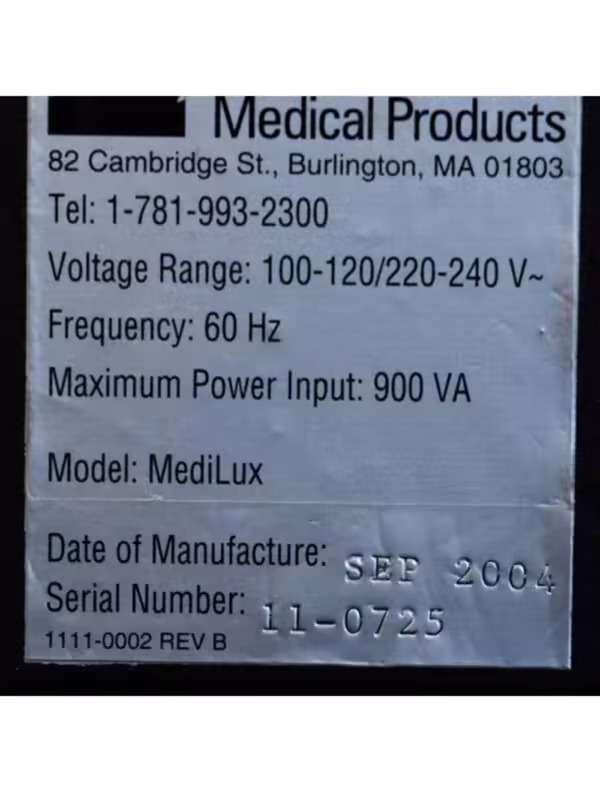 Medical Products
82 Cambridge St., Burlington, MA 01803
Tel: 1-781-993-2300
Voltage Range: 100-120/220-240 V~
Frequency: 60 Hz
Maximum Power Input: 900 VA
Model: MediLux
Date of Manufacture: SEP 2004
Serial Number: 11-0725
1111-0002 REV B